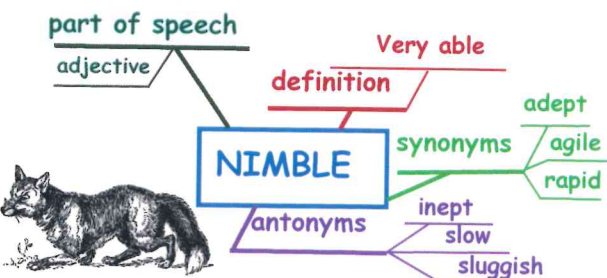 part of speech
adjective
Very able
definition
NIMBLE
synonyms
adept
agile
rapid
antonyms
inept
slow
sluggish